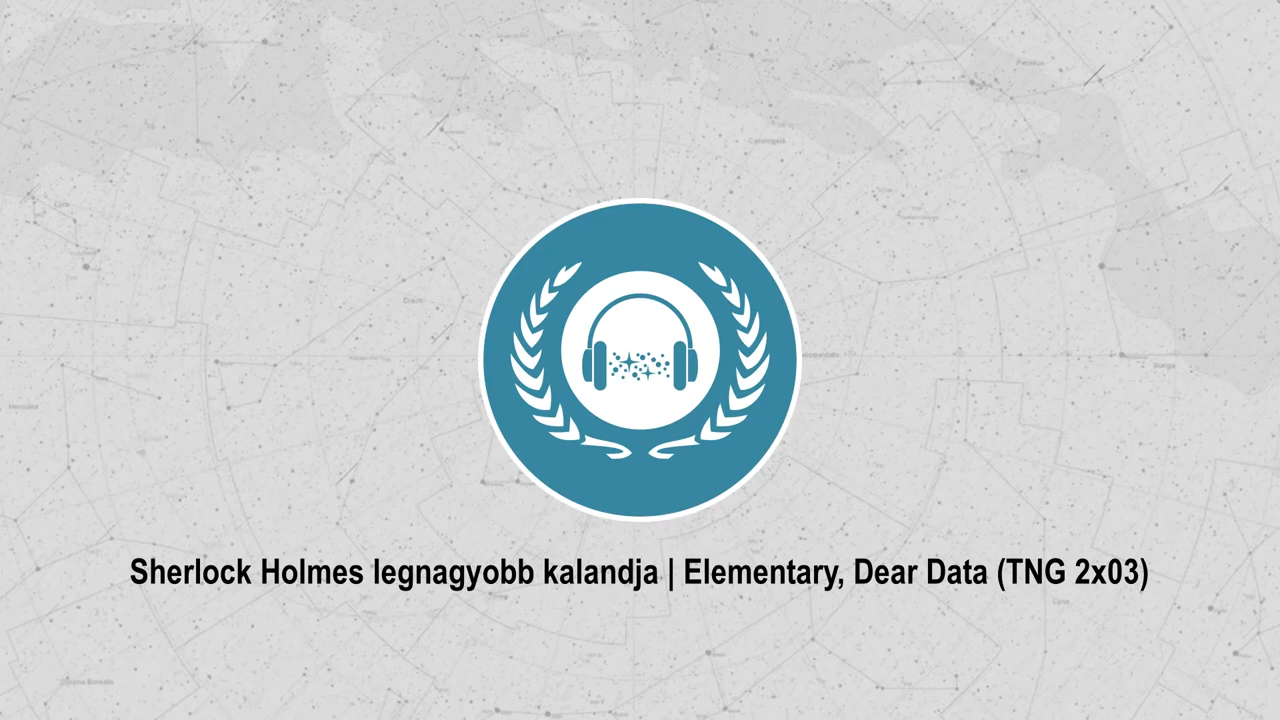 Sherlock Holmes legnagyobb kalandja | Elementary, Dear Data (TNG 2x03)